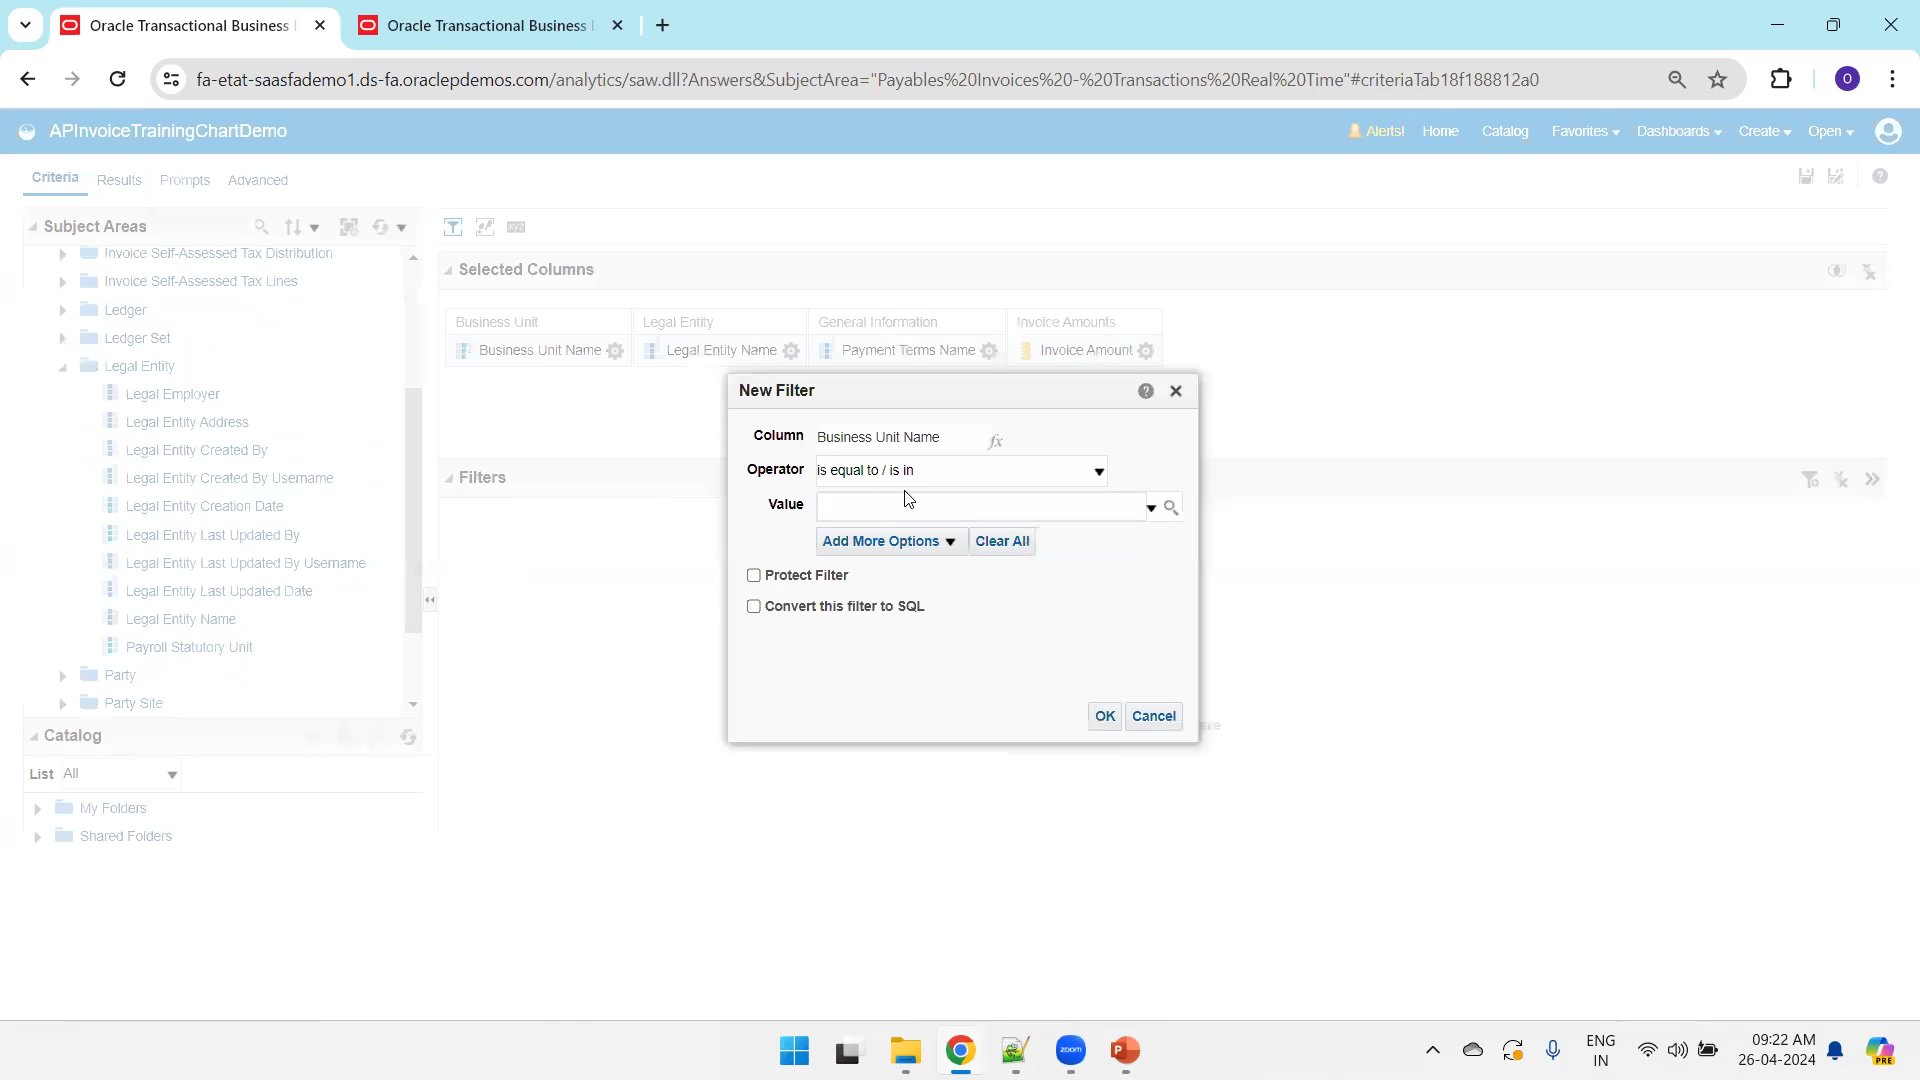 Oracle Transactional Business
Oracle Transactional Business
fa-etat-saasfademo1.ds-fa.oraclepdemos.com/analytics/saw.dll?Answers&SubjectArea="Payables%20Invoices%20-%20Transactions%20Real%20Time"#criteriaTab18f188812a0
O
APInvoiceTrainingChartDemo
Alerts! Home Catalog Favorites Dashboards Create Open
Criteria Results Prompts Advanced
Subject Areas
Invoice Self-Assessed Tax Distribution
Invoice Self-Assessed Tax Lines
Ledger
Ledger Set
Legal Entity
Legal Employer
Legal Entity Address
Legal Entity Created By
Legal Entity Created By Username
Legal Entity Creation Date
Legal Entity Last Updated By
Legal Entity Last Updated By Username
Legal Entity Last Updated Date
Legal Entity Name
Payroll Statutory Unit
Party
Party Site
Catalog
List All
My Folders
Shared Folders
XYZ
Selected Columns
Business Unit Legal Entity General Information Invoice Amounts
Business Unit Name Legal Entity Name Payment Terms Name Invoice Amount
Filters
New Filter
Column Business Unit Name fx
Operator is equal to / is in
Value
Add More Options Clear All
Protect Filter
Convert this filter to SQL
OK Cancel
zoom
P
ENG
IN
09:22 AM
26-04-2024
PRE